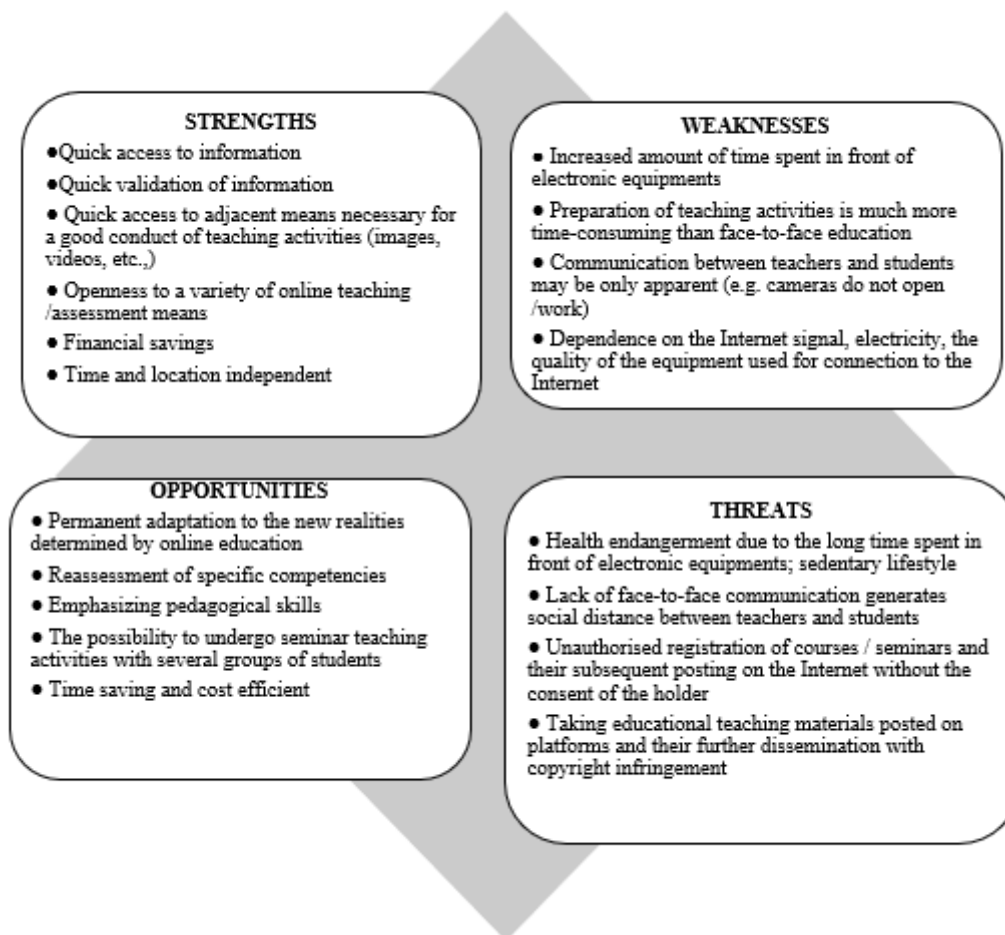 STRENGTHS
●Quick access to information
●Quick validation of information
● Quick access to adjacent means necessary for
a good conduct of teaching activities (images,
videos, etc.,)
● Openness to a variety of online teaching
/assessment means
● Financial savings
● Time and location independent
WEAKNESSES
● Increased amount of time spent in front of
electronic equipments
● Preparation of teaching activities is much more
time-consuming than face-to-face education
● Communication between teachers and students
may be only apparent (e.g. cameras do not open
/work)
● Dependence on the Internet signal, electricity, the
quality of the equipment used for connection to the
Internet
OPPORTUNITIES
● Permanent adaptation to the new realities
determined by online education
● Reassessment of specific competencies
● Emphasizing pedagogical skills
● The possibility to undergo seminar teaching
activities with several groups of students
● Time saving and cost efficient
THREATS
● Health endangerment due to the long time spent in
front of electronic equipments; sedentary lifestyle
● Lack of face-to-face communication generates
social distance between teachers and students
● Unauthorised registration of courses / seminars and
their subsequent posting on the Internet without the
consent of the holder
● Taking educational teaching materials posted on
platforms and their further dissemination with
copyright infringement